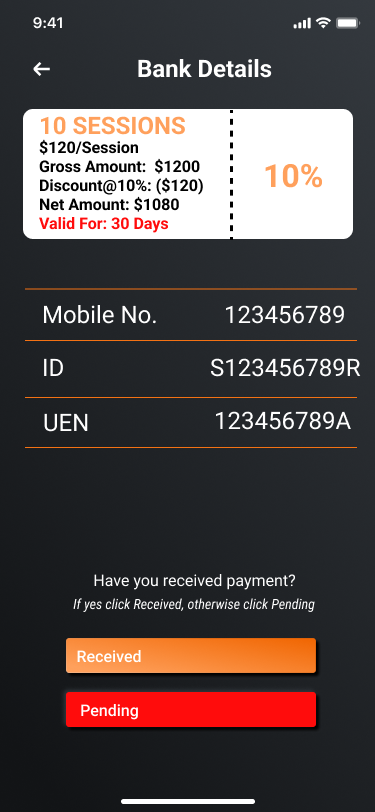 9:41
Bank Details
10 SESSIONS
$120/Session
Gross Amount: $1200
Discount@10%: ($120)
Net Amount: $1080
Valid For: 30 Days
10%
Mobile No. 123456789
ID S123456789R
UEN 123456789A
Have you received payment?
If yes click Received, otherwise click Pending
Received
Pending